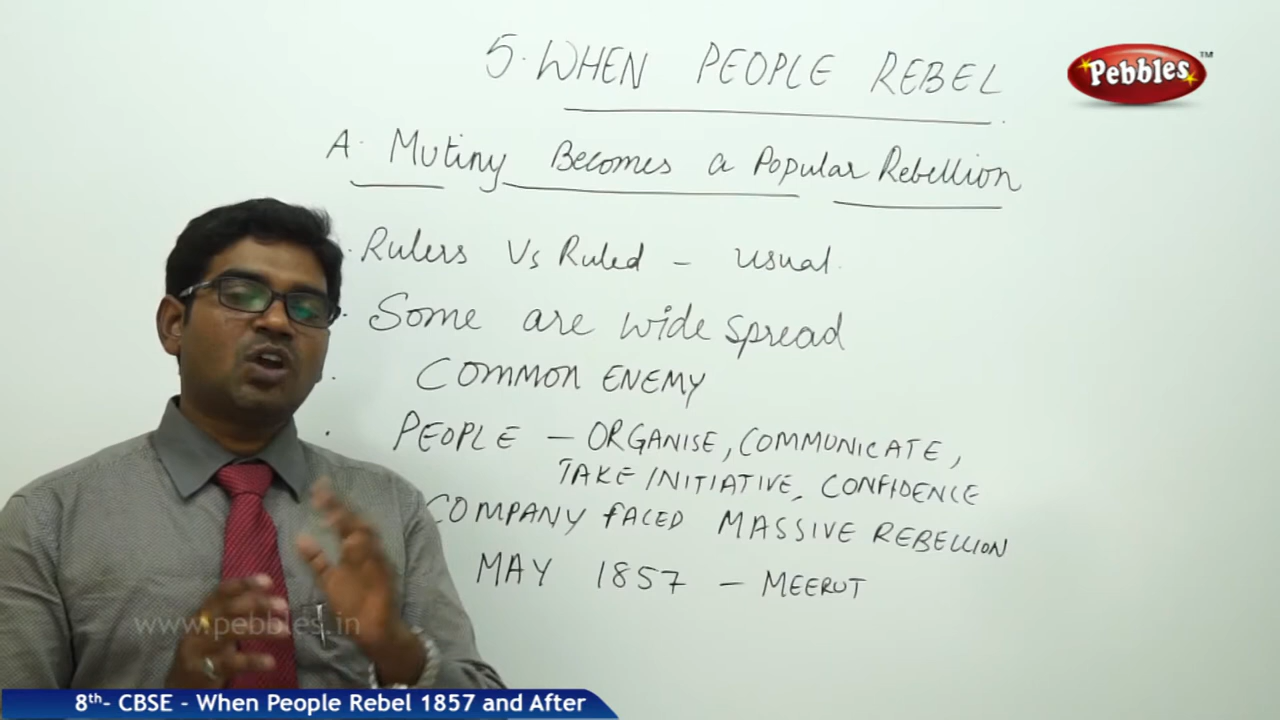 5. WHEN PEOPLE REBEL
Pebbles™
A. Mutiny Becomes a Popular Rebellion
. Rulers Vs Ruled - usual.
. Some are wide spread
. COMMON ENEMY
. PEOPLE - ORGANISE, COMMUNICATE,
TAKE INITIATIVE, CONFIDENCE
COMPANY FACED MASSIVE REBELLION
MAY 1857 - MEERUT
www.pebbles.in
8th- CBSE - When People Rebel 1857 and After